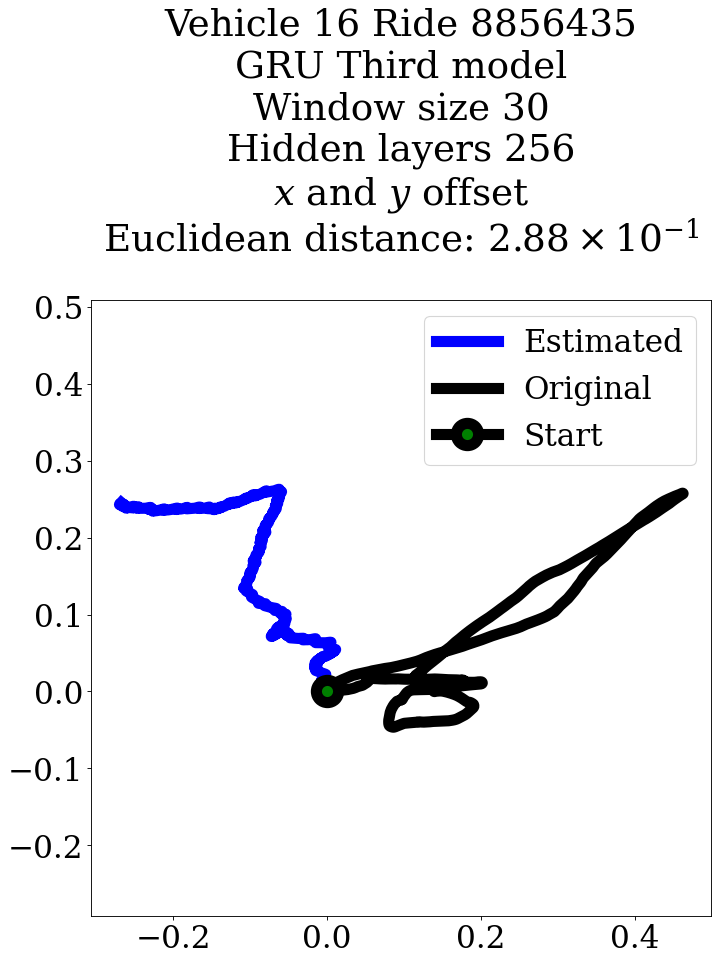 Vehicle 16 Ride 8856435
GRU Third model
Window size 30
Hidden layers 256
x and y offset
Euclidean distance: 2.88 × 10⁻¹
Estimated
Original
Start
0.5
0.4
0.3
0.2
0.1
0.0
−0.1
−0.2
−0.2 0.0 0.2 0.4